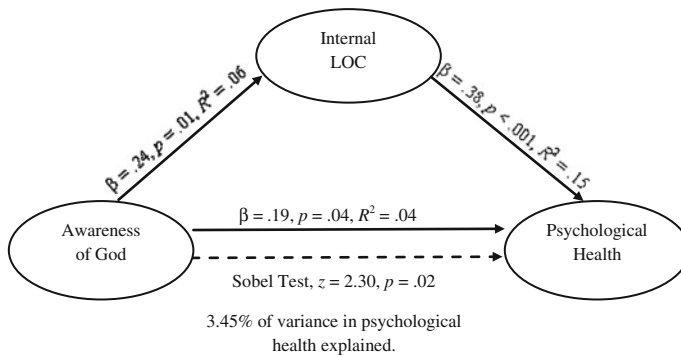 Internal
LOC
β = .24, p = .01, R² = .06
β = .38, p < .001, R² = .15
Awareness
of God
β = .19, p = .04, R² = .04
Psychological
Health
Sobel Test, z = 2.30, p = .02
3.45% of variance in psychological
health explained.